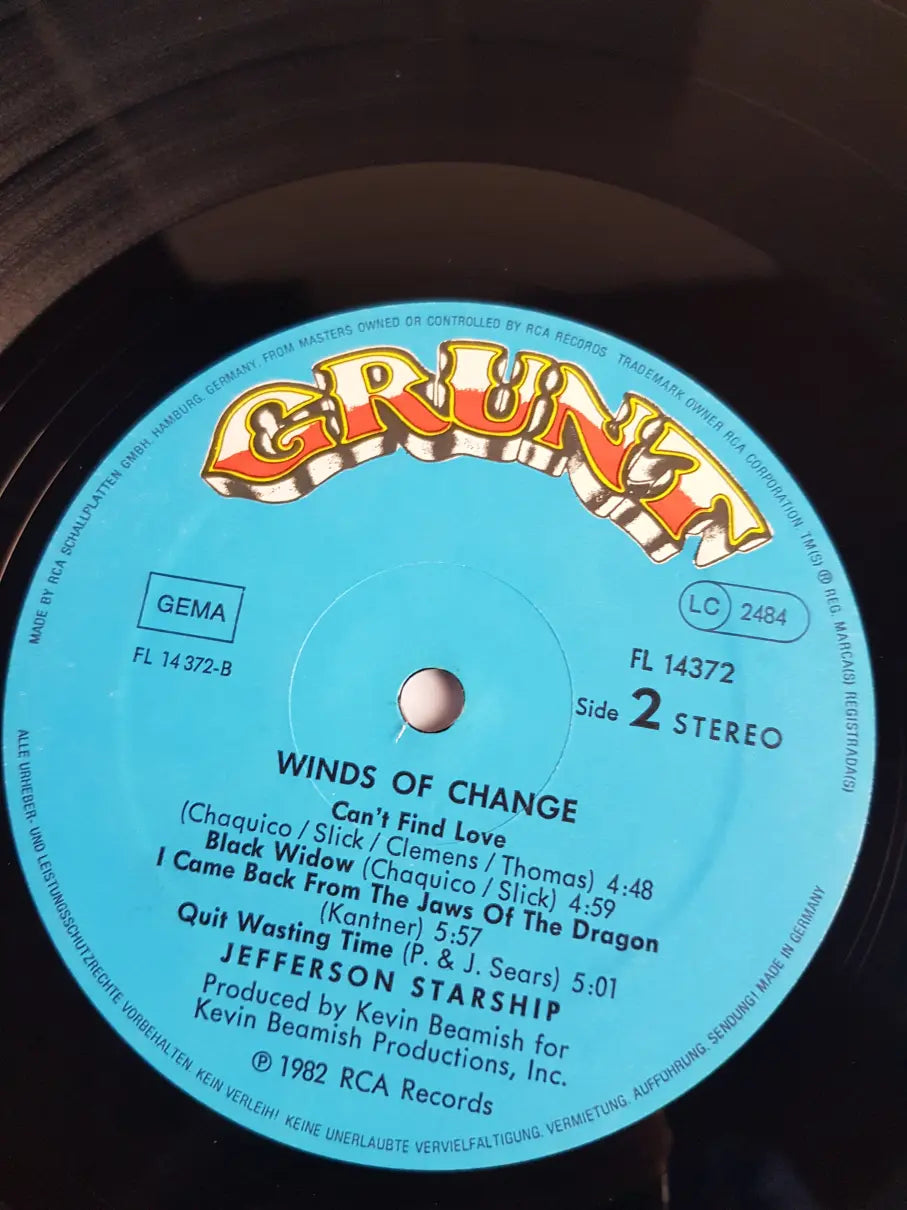 MADE BY RCA SCHALLPLATTEN GMBH. HAMBURG. GERMANY. FROM MASTERS OWNED OR CONTROLLED BY RCA RECORDS TRADEMARK OWNER RCA CORPORATION. TM(S) ® REG. MARCA(S) REGISTRADA(S)
GRUNT
GEMA
LC 2484
FL 14372-B
FL 14372
Side 2 STEREO
WINDS OF CHANGE
Can't Find Love
(Chaquico / Slick / Clemens / Thomas) 4:48
Black Widow (Chaquico / Slick) 4:59
I Came Back From The Jaws Of The Dragon
(Kantner) 5:57
Quit Wasting Time (P. & J. Sears) 5:01
JEFFERSON STARSHIP
Produced by Kevin Beamish for
Kevin Beamish Productions, Inc.
℗ 1982 RCA Records
ALLE URHEBER- UND LEISTUNGSSCHUTZRECHTE VORBEHALTEN. KEIN VERLEIH! KEINE UNERLAUBTE VERVIELFALTIGUNG. VERMIETUNG. AUFFUHRUNG. SENDUNG! MADE IN GERMANY